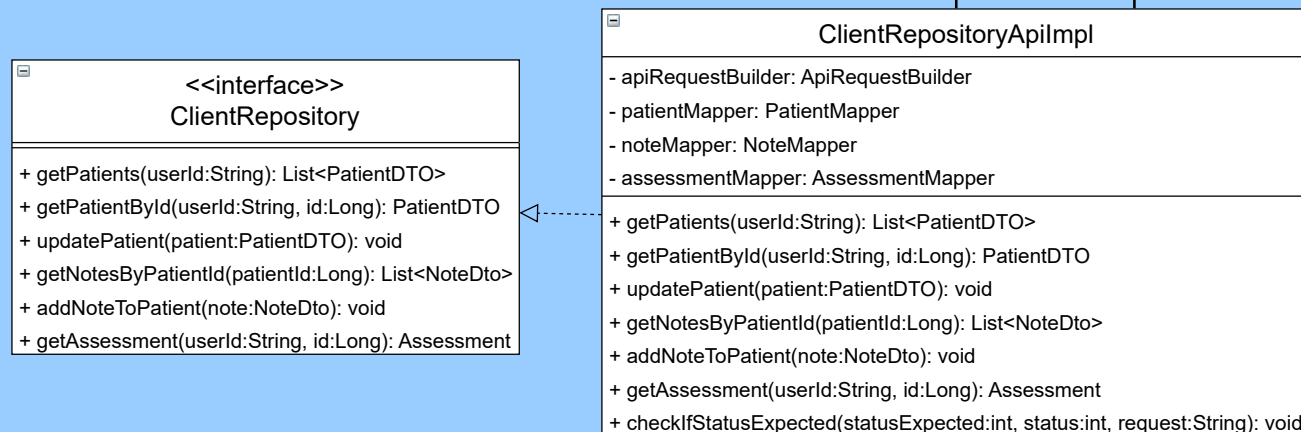 <<interface>>
ClientRepository
+ getPatients(userId:String): List<PatientDTO>
+ getPatientById(userId:String, id:Long): PatientDTO
+ updatePatient(patient:PatientDTO): void
+ getNotesByPatientId(patientId:Long): List<NoteDto>
+ addNoteToPatient(note:NoteDto): void
+ getAssessment(userId:String, id:Long): Assessment
ClientRepositoryApiImpl
- apiRequestBuilder: ApiRequestBuilder
- patientMapper: PatientMapper
- noteMapper: NoteMapper
- assessmentMapper: AssessmentMapper
+ getPatients(userId:String): List<PatientDTO>
+ getPatientById(userId:String, id:Long): PatientDTO
+ updatePatient(patient:PatientDTO): void
+ getNotesByPatientId(patientId:Long): List<NoteDto>
+ addNoteToPatient(note:NoteDto): void
+ getAssessment(userId:String, id:Long): Assessment
+ checkIfStatusExpected(statusExpected:int, status:int, request:String): void